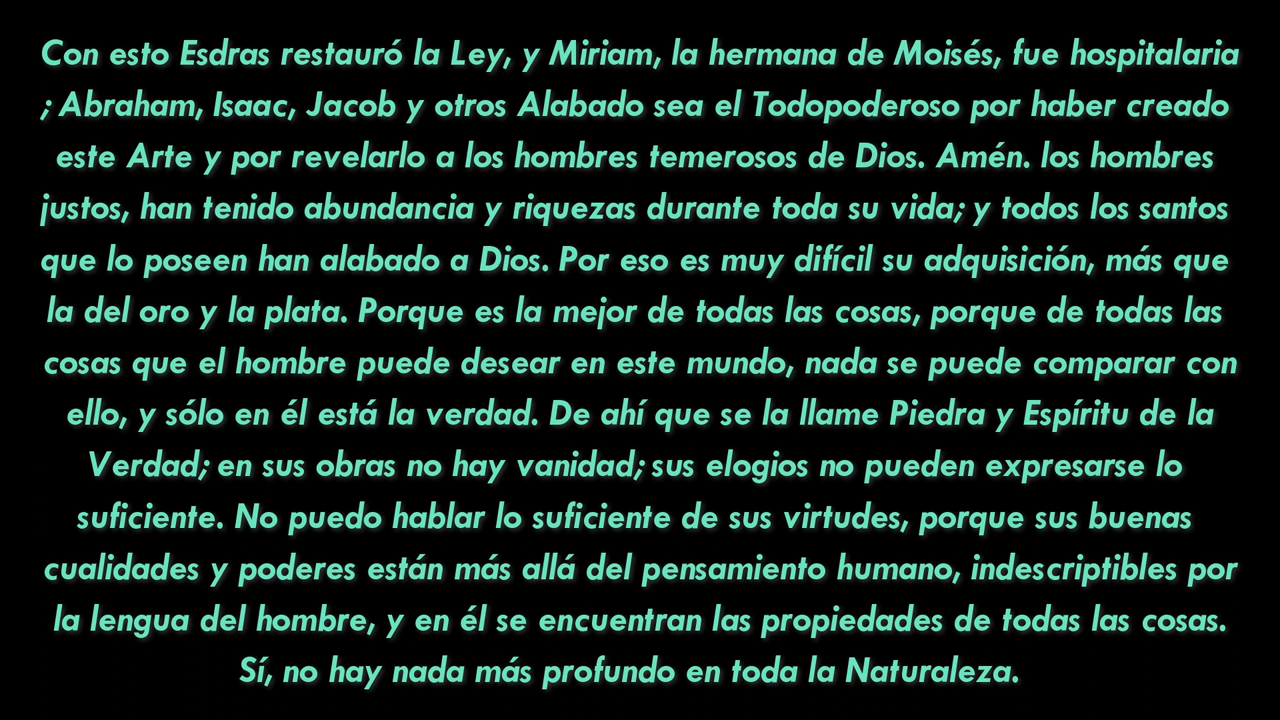 Con esto Esdras restauró la Ley, y Miriam, la hermana de Moisés, fue hospitalaria
; Abraham, Isaac, Jacob y otros Alabado sea el Todopoderoso por haber creado
este Arte y por revelarlo a los hombres temerosos de Dios. Amén. los hombres
justos, han tenido abundancia y riquezas durante toda su vida; y todos los santos
que lo poseen han alabado a Dios. Por eso es muy difícil su adquisición, más que
la del oro y la plata. Porque es la mejor de todas las cosas, porque de todas las
cosas que el hombre puede desear en este mundo, nada se puede comparar con
ello, y sólo en él está la verdad. De ahí que se la llame Piedra y Espíritu de la
Verdad; en sus obras no hay vanidad; sus elogios no pueden expresarse lo
suficiente. No puedo hablar lo suficiente de sus virtudes, porque sus buenas
cualidades y poderes están más allá del pensamiento humano, indescriptibles por
la lengua del hombre, y en él se encuentran las propiedades de todas las cosas.
Sí, no hay nada más profundo en toda la Naturaleza.